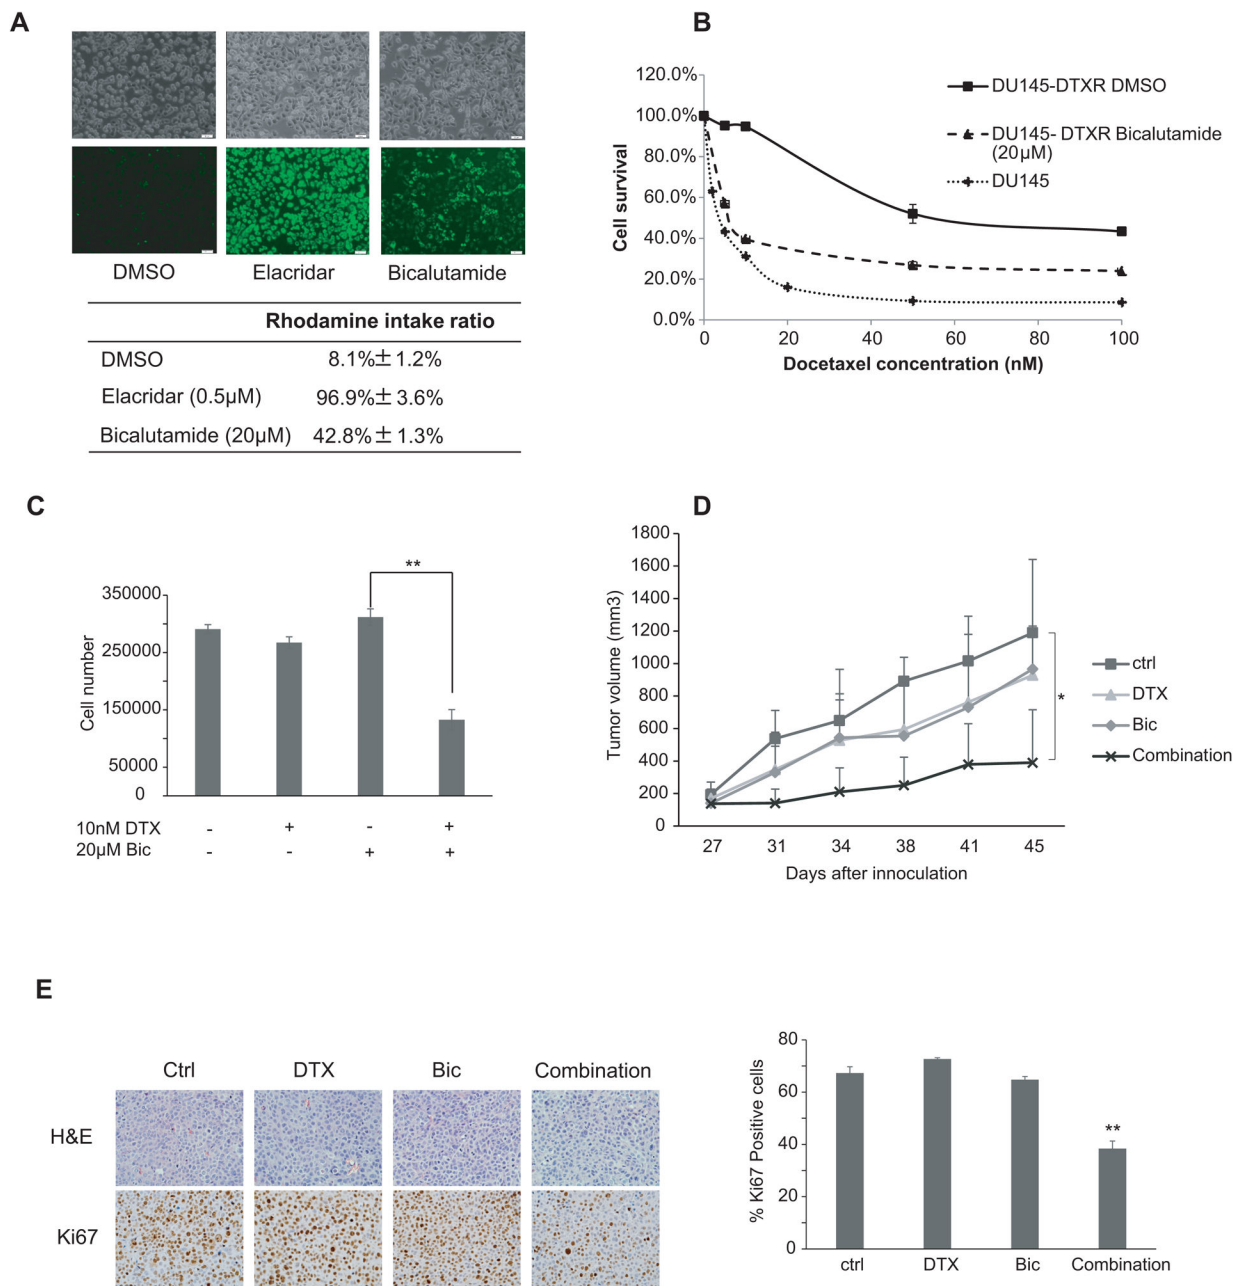 A
DMSO Elacridar Bicalutamide
Rhodamine intake ratio
DMSO 8.1%± 1.2%
Elacridar (0.5µM) 96.9%± 3.6%
Bicalutamide (20µM) 42.8%± 1.3%
B
120.0%
100.0%
80.0%
60.0%
40.0%
20.0%
0.0%
Cell survival
0 20 40 60 80 100
Docetaxel concentration (nM)
DU145-DTXR DMSO
DU145- DTXR Bicalutamide
(20µM)
DU145
C
**
350000
250000
150000
50000
0
Cell number
10nM DTX - + - +
20µM Bic - - + +
D
1800
1600
1400
1200
1000
800
600
400
200
0
Tumor volume (mm3)
27 31 34 38 41 45
Days after innoculation
*
ctrl
DTX
Bic
Combination
E
Ctrl DTX Bic Combination
H&E
Ki67
80
60
40
20
0
% Ki67 Positive cells
**
ctrl DTX Bic Combination